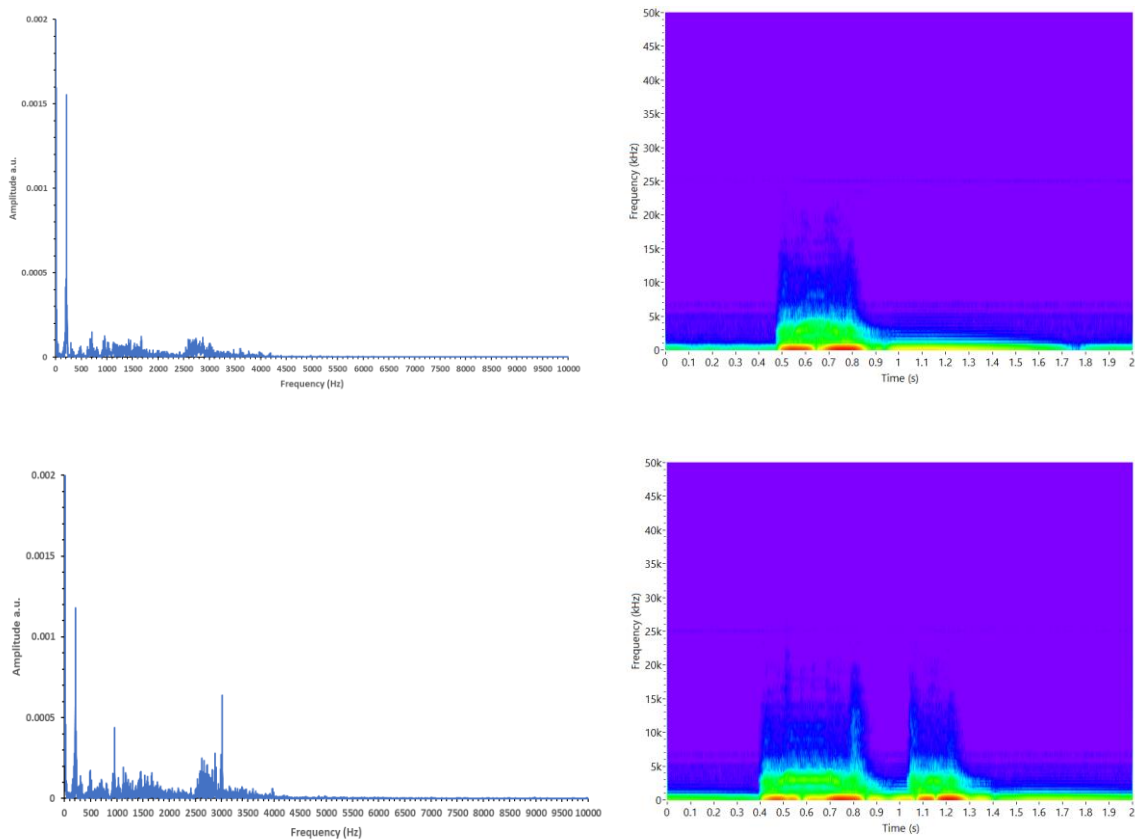 0.002
0.0015
0.001
0.0005
0
Amplitude a.u.
0 500 1000 1500 2000 2500 3000 3500 4000 4500 5000 5500 6000 6500 7000 7500 8000 8500 9000 9500 10000
Frequency (Hz)
50k
45k
40k
35k
30k
25k
20k
15k
10k
5k
0
Frequency (kHz)
0 0.1 0.2 0.3 0.4 0.5 0.6 0.7 0.8 0.9 1 1.1 1.2 1.3 1.4 1.5 1.6 1.7 1.8 1.9 2
Time (s)
0.002
0.0015
0.001
0.0005
0
Amplitude a.u.
0 500 1000 1500 2000 2500 3000 3500 4000 4500 5000 5500 6000 6500 7000 7500 8000 8500 9000 9500 10000
Frequency (Hz)
50k
45k
40k
35k
30k
25k
20k
15k
10k
5k
0
Frequency (kHz)
0 0.1 0.2 0.3 0.4 0.5 0.6 0.7 0.8 0.9 1 1.1 1.2 1.3 1.4 1.5 1.6 1.7 1.8 1.9 2
Time (s)